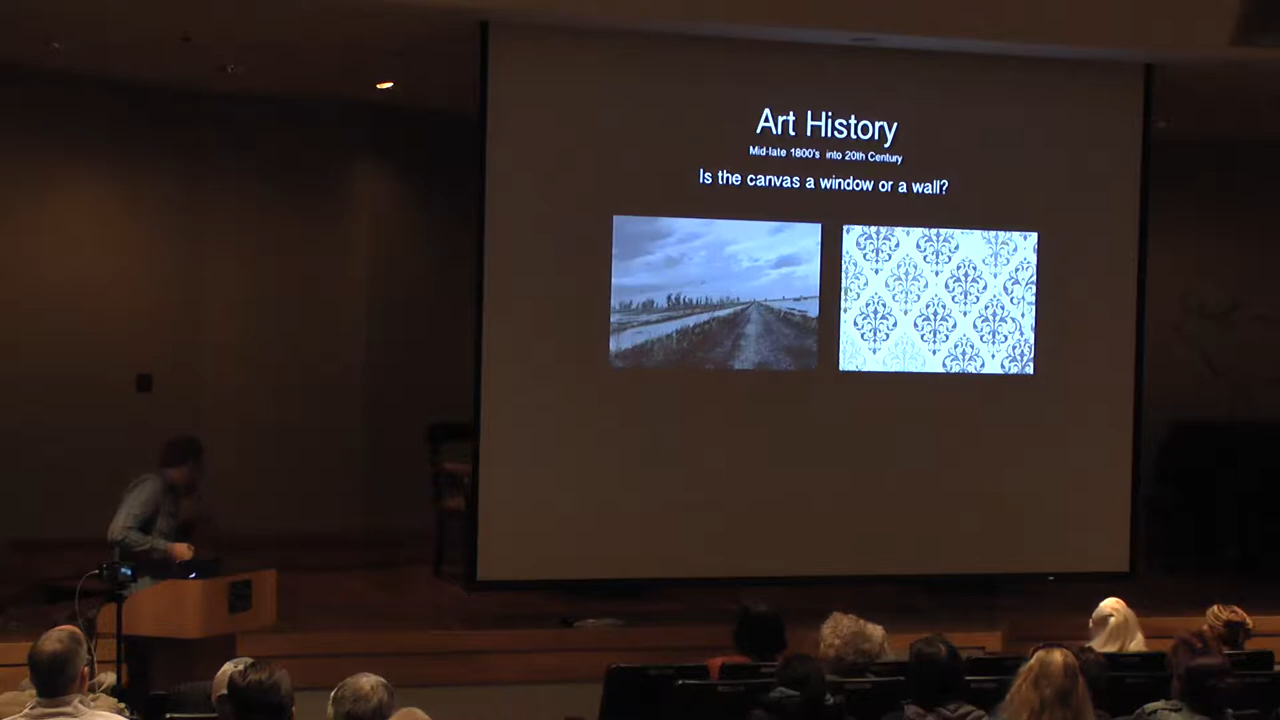 Art History
Mid-late 1800's into 20th Century
Is the canvas a window or a wall?